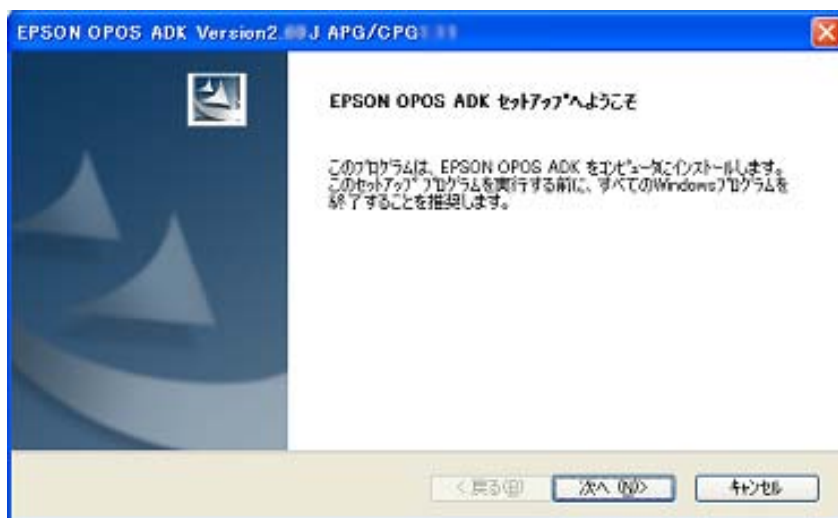 EPSON OPOS ADK Version2. J APG/CPG
EPSON OPOS ADK ｾｯﾄｱｯﾌﾟへようこそ
このﾌﾟﾛｸﾞﾗﾑは、EPSON OPOS ADK をｺﾝﾋﾟｭｰﾀにｲﾝｽﾄｰﾙします。
このｾｯﾄｱｯﾌﾟ ﾌﾟﾛｸﾞﾗﾑを実行する前に、すべてのWindowsﾌﾟﾛｸﾞﾗﾑを
終了することを推奨します。
< 戻る(B) 次へ (N)> ｷｬﾝｾﾙ